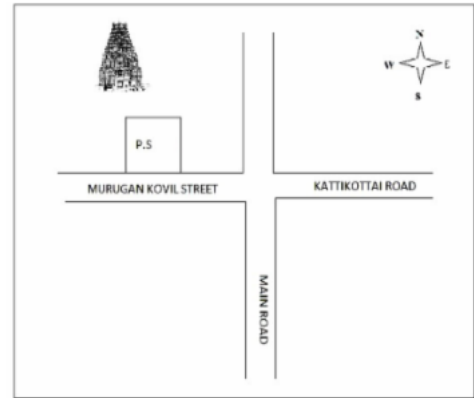 N
W E
S
P.S
MURUGAN KOVIL STREET
KATTIKOTTAI ROAD
MAIN ROAD